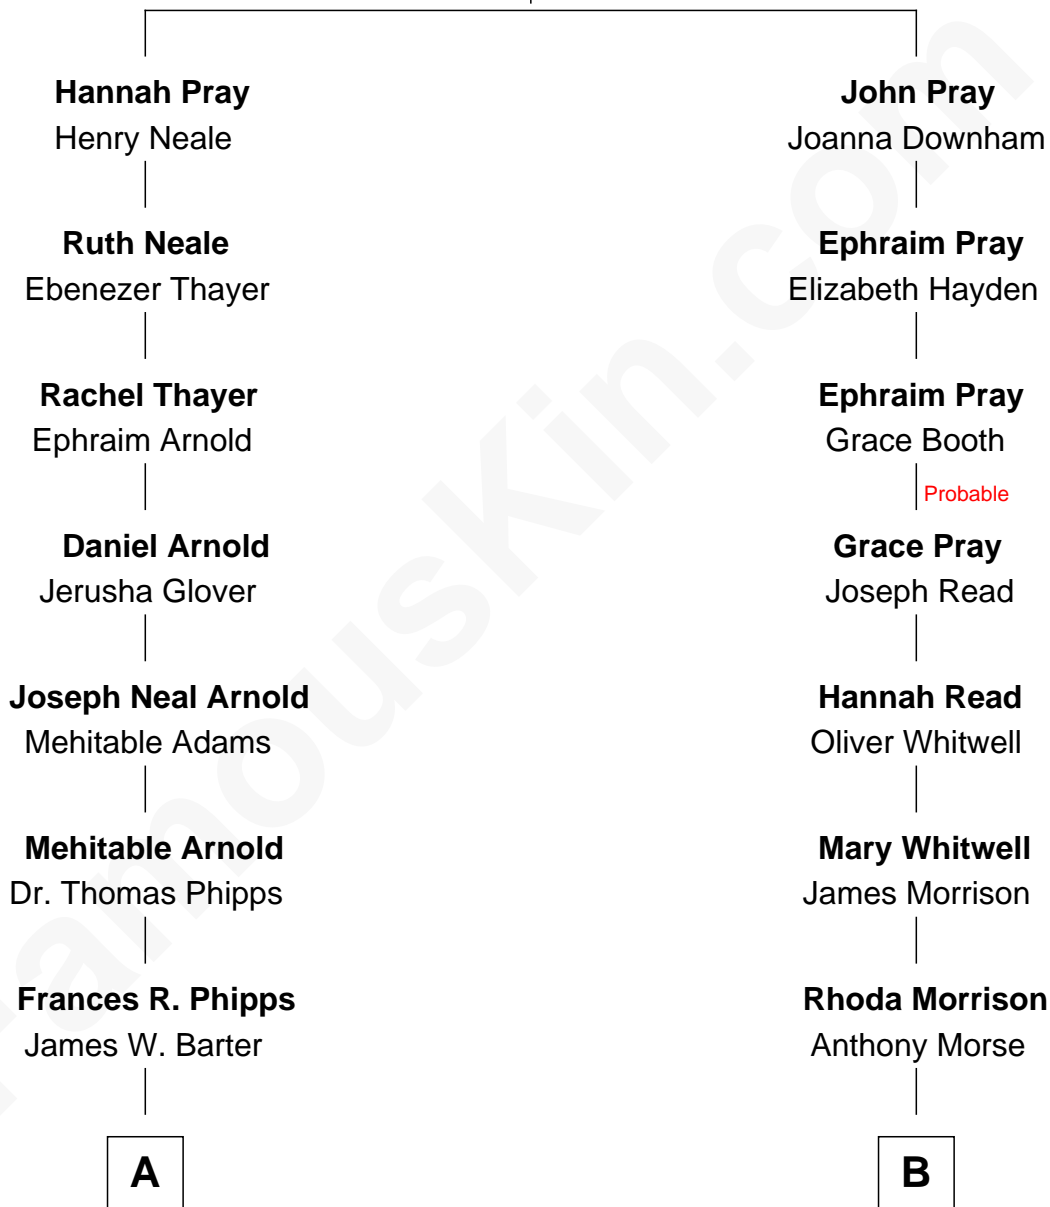 Hannah Pray
Henry Neale
Ruth Neale
Ebenezer Thayer
Rachel Thayer
Ephraim Arnold
Daniel Arnold
Jerusha Glover
Joseph Neal Arnold
Mehitable Adams
Mehitable Arnold
Dr. Thomas Phipps
Frances R. Phipps
James W. Barter
A
John Pray
Joanna Downham
Ephraim Pray
Elizabeth Hayden
Ephraim Pray
Grace Booth
Probable
Grace Pray
Joseph Read
Hannah Read
Oliver Whitwell
Mary Whitwell
James Morrison
Rhoda Morrison
Anthony Morse
B
FamousKin.com